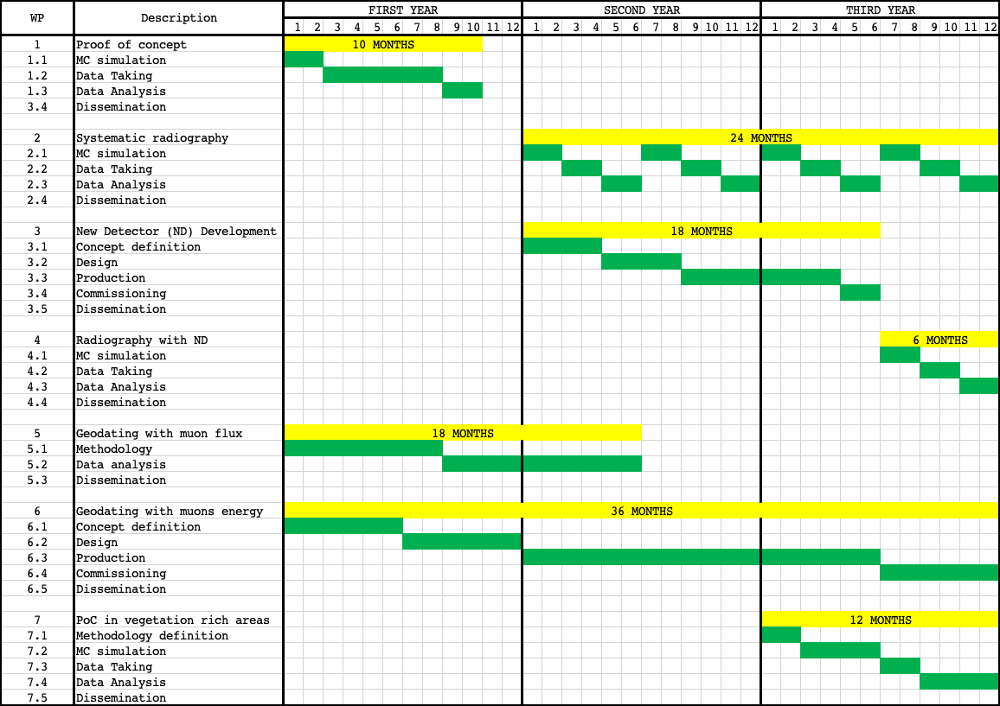 WP Description FIRST YEAR SECOND YEAR THIRD YEAR
1 2 3 4 5 6 7 8 9 10 11 12 1 2 3 4 5 6 7 8 9 10 11 12 1 2 3 4 5 6 7 8 9 10 11 12
1 Proof of concept 10 MONTHS
1.1 MC simulation
1.2 Data Taking
1.3 Data Analysis
3.4 Dissemination
2 Systematic radiography 24 MONTHS
2.1 MC simulation
2.2 Data Taking
2.3 Data Analysis
2.4 Dissemination
3 New Detector (ND) Development 18 MONTHS
3.1 Concept definition
3.2 Design
3.3 Production
3.4 Commissioning
3.5 Dissemination
4 Radiography with ND 6 MONTHS
4.1 MC simulation
4.2 Data Taking
4.3 Data Analysis
4.4 Dissemination
5 Geodating with muon flux 18 MONTHS
5.1 Methodology
5.2 Data analysis
5.3 Dissemination
6 Geodating with muons energy 36 MONTHS
6.1 Concept definition
6.2 Design
6.3 Production
6.4 Commissioning
6.5 Dissemination
7 PoC in vegetation rich areas 12 MONTHS
7.1 Methodology definition
7.2 MC simulation
7.3 Data Taking
7.4 Data Analysis
7.5 Dissemination